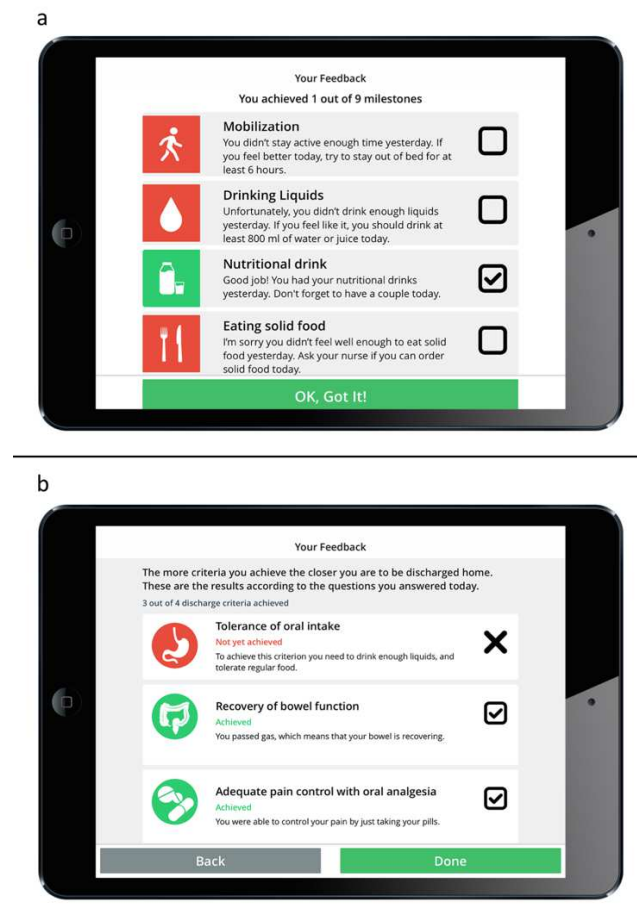 a
Your Feedback
You achieved 1 out of 9 milestones
Mobilization
You didn't stay active enough time yesterday. If
you feel better today, try to stay out of bed for at
least 6 hours.
Drinking Liquids
Unfortunately, you didn't drink enough liquids
yesterday. If you feel like it, you should drink at
least 800 ml of water or juice today.
Nutritional drink
Good job! You had your nutritional drinks
yesterday. Don't forget to have a couple today.
Eating solid food
I'm sorry you didn't feel well enough to eat solid
food yesterday. Ask your nurse if you can order
solid food today.
OK, Got It!
b
Your Feedback
The more criteria you achieve the closer you are to be discharged home.
These are the results according to the questions you answered today.
3 out of 4 discharge criteria achieved
Tolerance of oral intake
Not yet achieved
To achieve this criterion you need to drink enough liquids, and
tolerate regular food.
Recovery of bowel function
Achieved
You passed gas, which means that your bowel is recovering.
Adequate pain control with oral analgesia
Achieved
You were able to control your pain by just taking your pills.
Back
Done